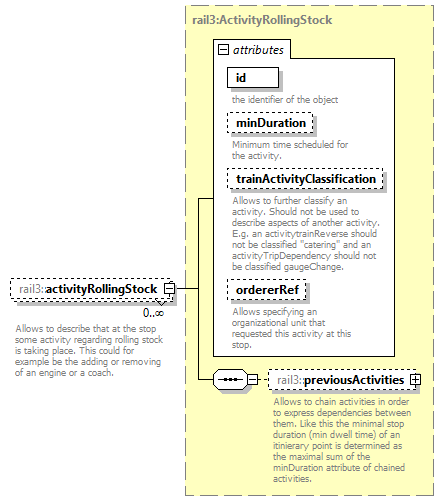 rail3:ActivityRollingStock
attributes
id
the identifier of the object
minDuration
Minimum time scheduled for
the activity.
trainActivityClassification
Allows to further classify an
activity. Should not be used to
describe aspects of another activity.
E.g. an activitytrainReverse should
not be classified "catering" and an
activityTripDependency should not
be classified gaugeChange.
ordererRef
Allows specifying an
organizational unit that
requested this activity at this
stop.
rail3::activityRollingStock
0..∞
Allows to describe that at the stop
some activity regarding rolling stock
is taking place. This could for
example be the adding or removing
of an engine or a coach.
rail3::previousActivities
Allows to chain activities in order
to express dependencies between
them. Like this the minimal stop
duration (min dwell time) of an
itinierary point is determined as
the maximal sum of the
minDuration attribute of chained
activities.